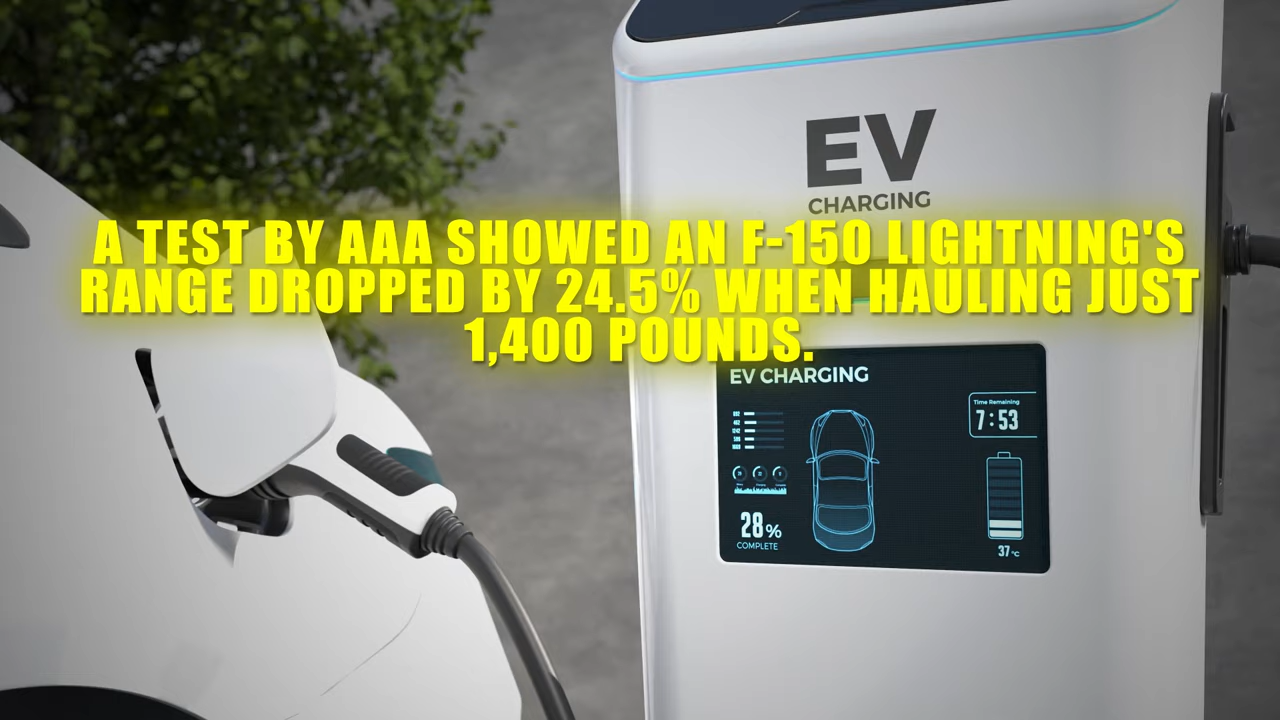 EV
CHARGING
A TEST BY AAA SHOWED AN F-150 LIGHTNING'S
RANGE DROPPED BY 24.5% WHEN HAULING JUST
1,400 POUNDS.
EV CHARGING
Time Remaining
7:53
28%
COMPLETE
37°C